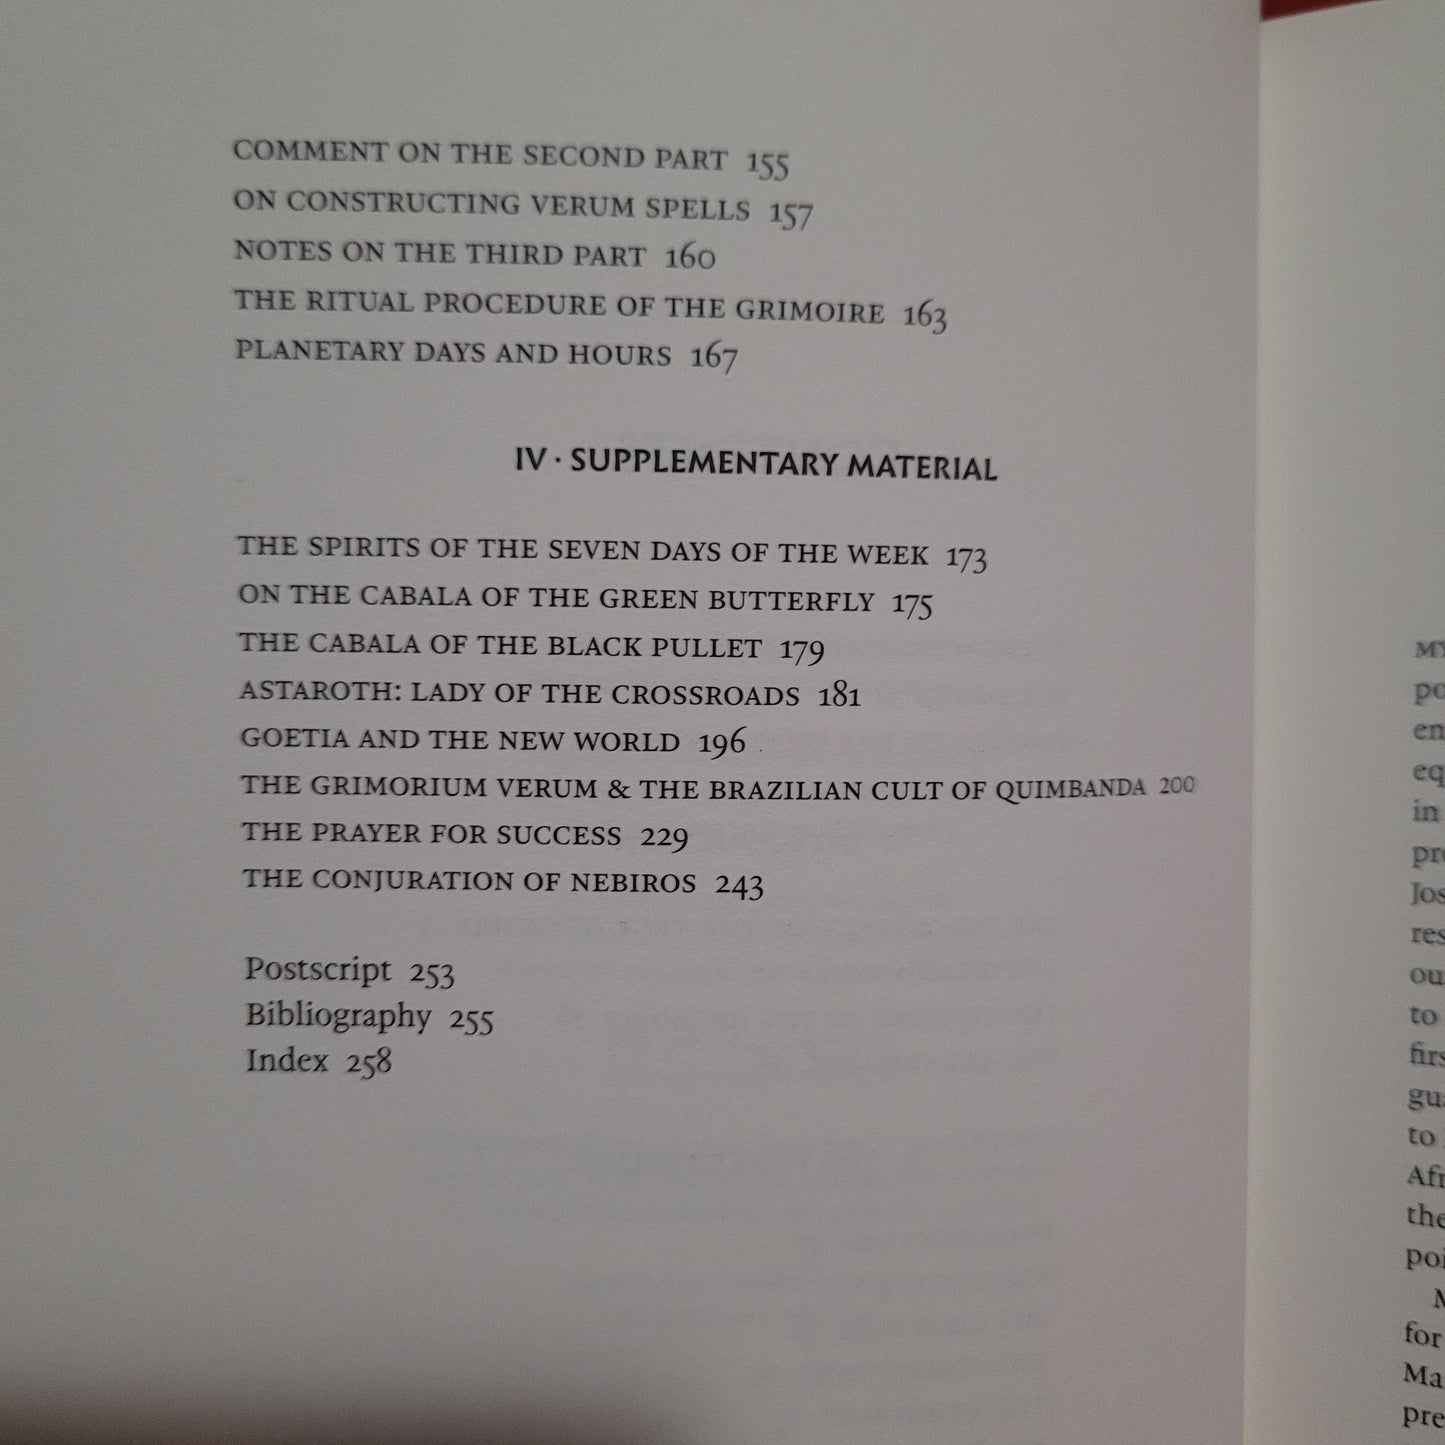 COMMENT ON THE SECOND PART 155
ON CONSTRUCTING VERUM SPELLS 157
NOTES ON THE THIRD PART 160
THE RITUAL PROCEDURE OF THE GRIMOIRE 163
PLANETARY DAYS AND HOURS 167
IV · SUPPLEMENTARY MATERIAL
THE SPIRITS OF THE SEVEN DAYS OF THE WEEK 173
ON THE CABALA OF THE GREEN BUTTERFLY 175
THE CABALA OF THE BLACK PULLET 179
ASTAROTH: LADY OF THE CROSSROADS 181
GOETIA AND THE NEW WORLD 196
THE GRIMORIUM VERUM & THE BRAZILIAN CULT OF QUIMBANDA 200
THE PRAYER FOR SUCCESS 229
THE CONJURATION OF NEBIROS 243
Postscript 253
Bibliography 255
Index 258
in
to
to
for